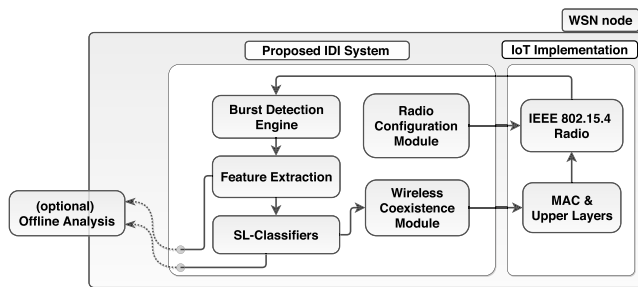 WSN node
Proposed IDI System
IoT Implementation
Burst Detection
Engine
Radio
Configuration
Module
IEEE 802.15.4
Radio
Feature Extraction
(optional)
Offline Analysis
Wireless
Coexistence
Module
MAC &
Upper Layers
SL-Classifiers